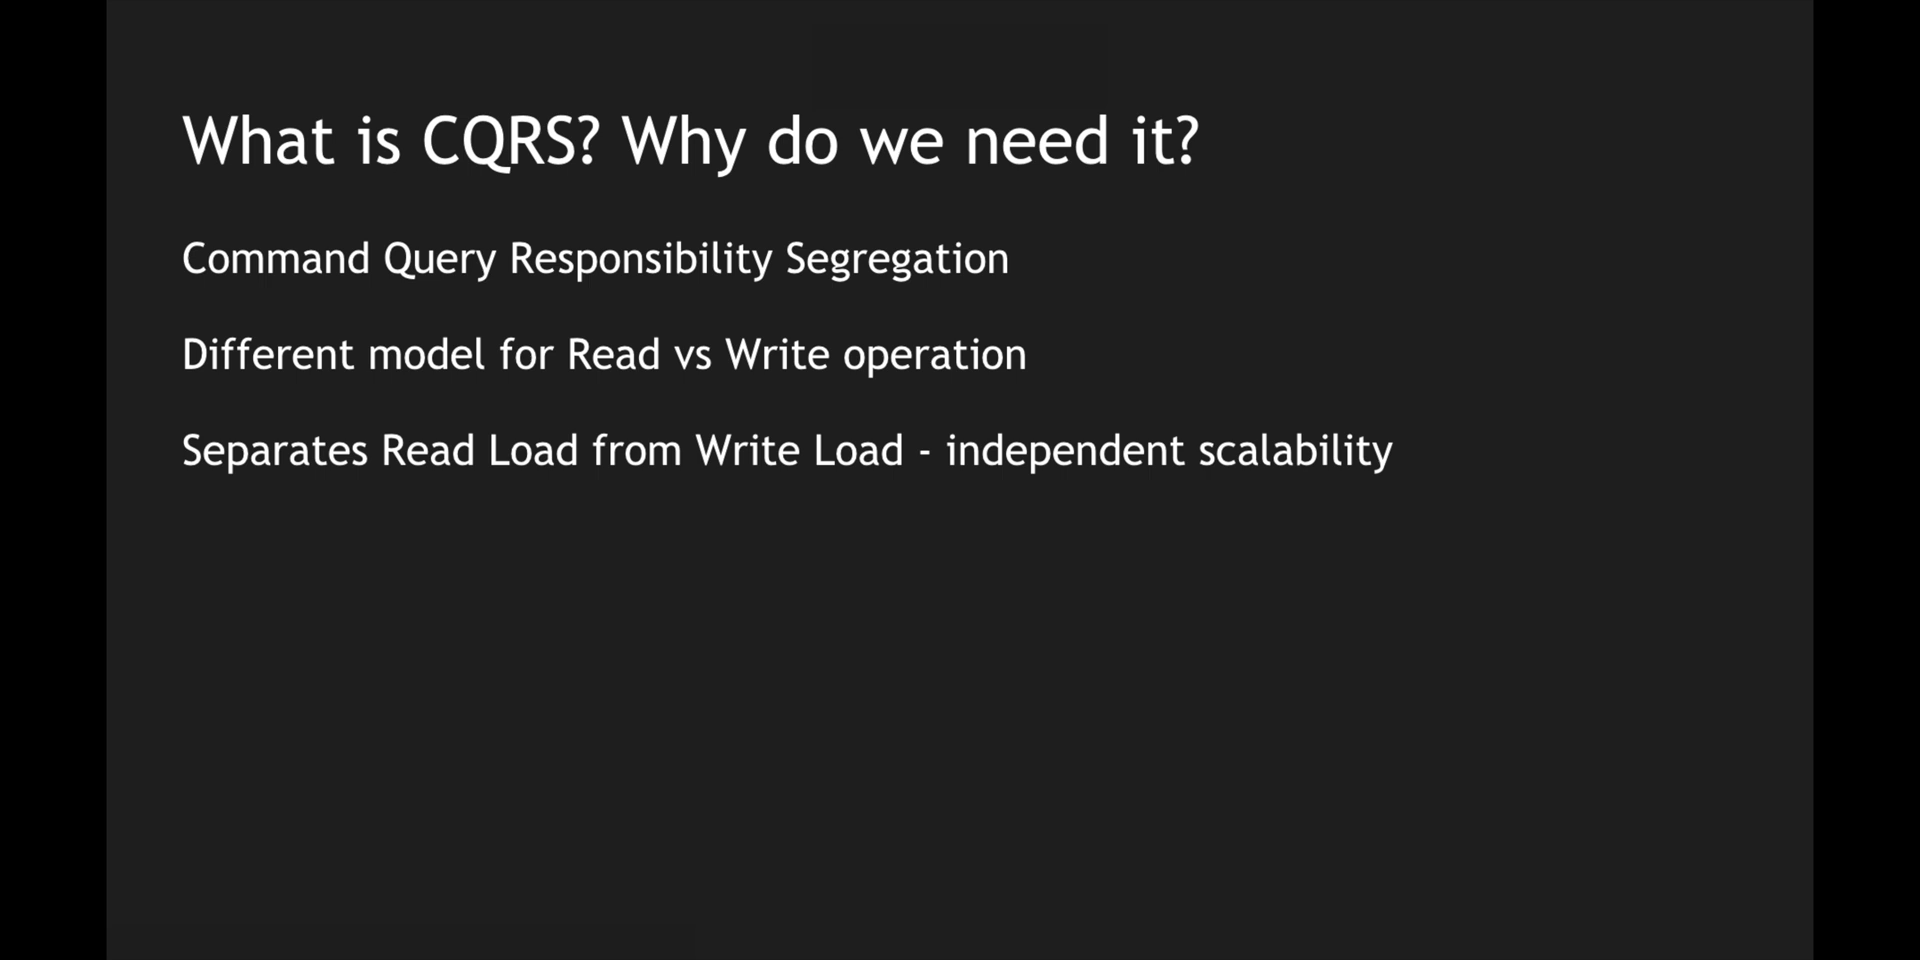 What is CQRS? Why do we need it?
Command Query Responsibility Segregation
Different model for Read vs Write operation
Separates Read Load from Write Load - independent scalability